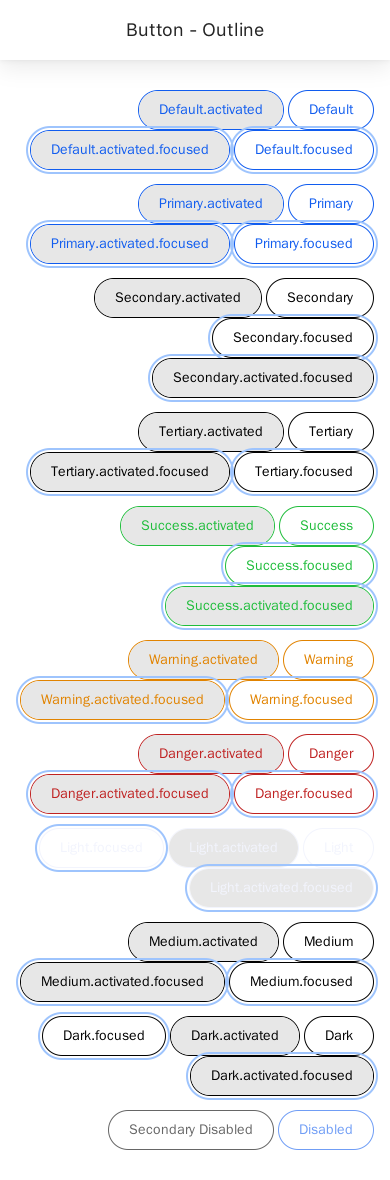 Button - Outline
Default.activated Default
Default.activated.focused Default.focused
Primary.activated Primary
Primary.activated.focused Primary.focused
Secondary.activated Secondary
Secondary.focused
Secondary.activated.focused
Tertiary.activated Tertiary
Tertiary.activated.focused Tertiary.focused
Success.activated Success
Success.focused
Success.activated.focused
Warning.activated Warning
Warning.activated.focused Warning.focused
Danger.activated Danger
Danger.activated.focused Danger.focused
Light.focused Light.activated Light
Light.activated.focused
Medium.activated Medium
Medium.activated.focused Medium.focused
Dark.focused Dark.activated Dark
Dark.activated.focused
Secondary Disabled Disabled